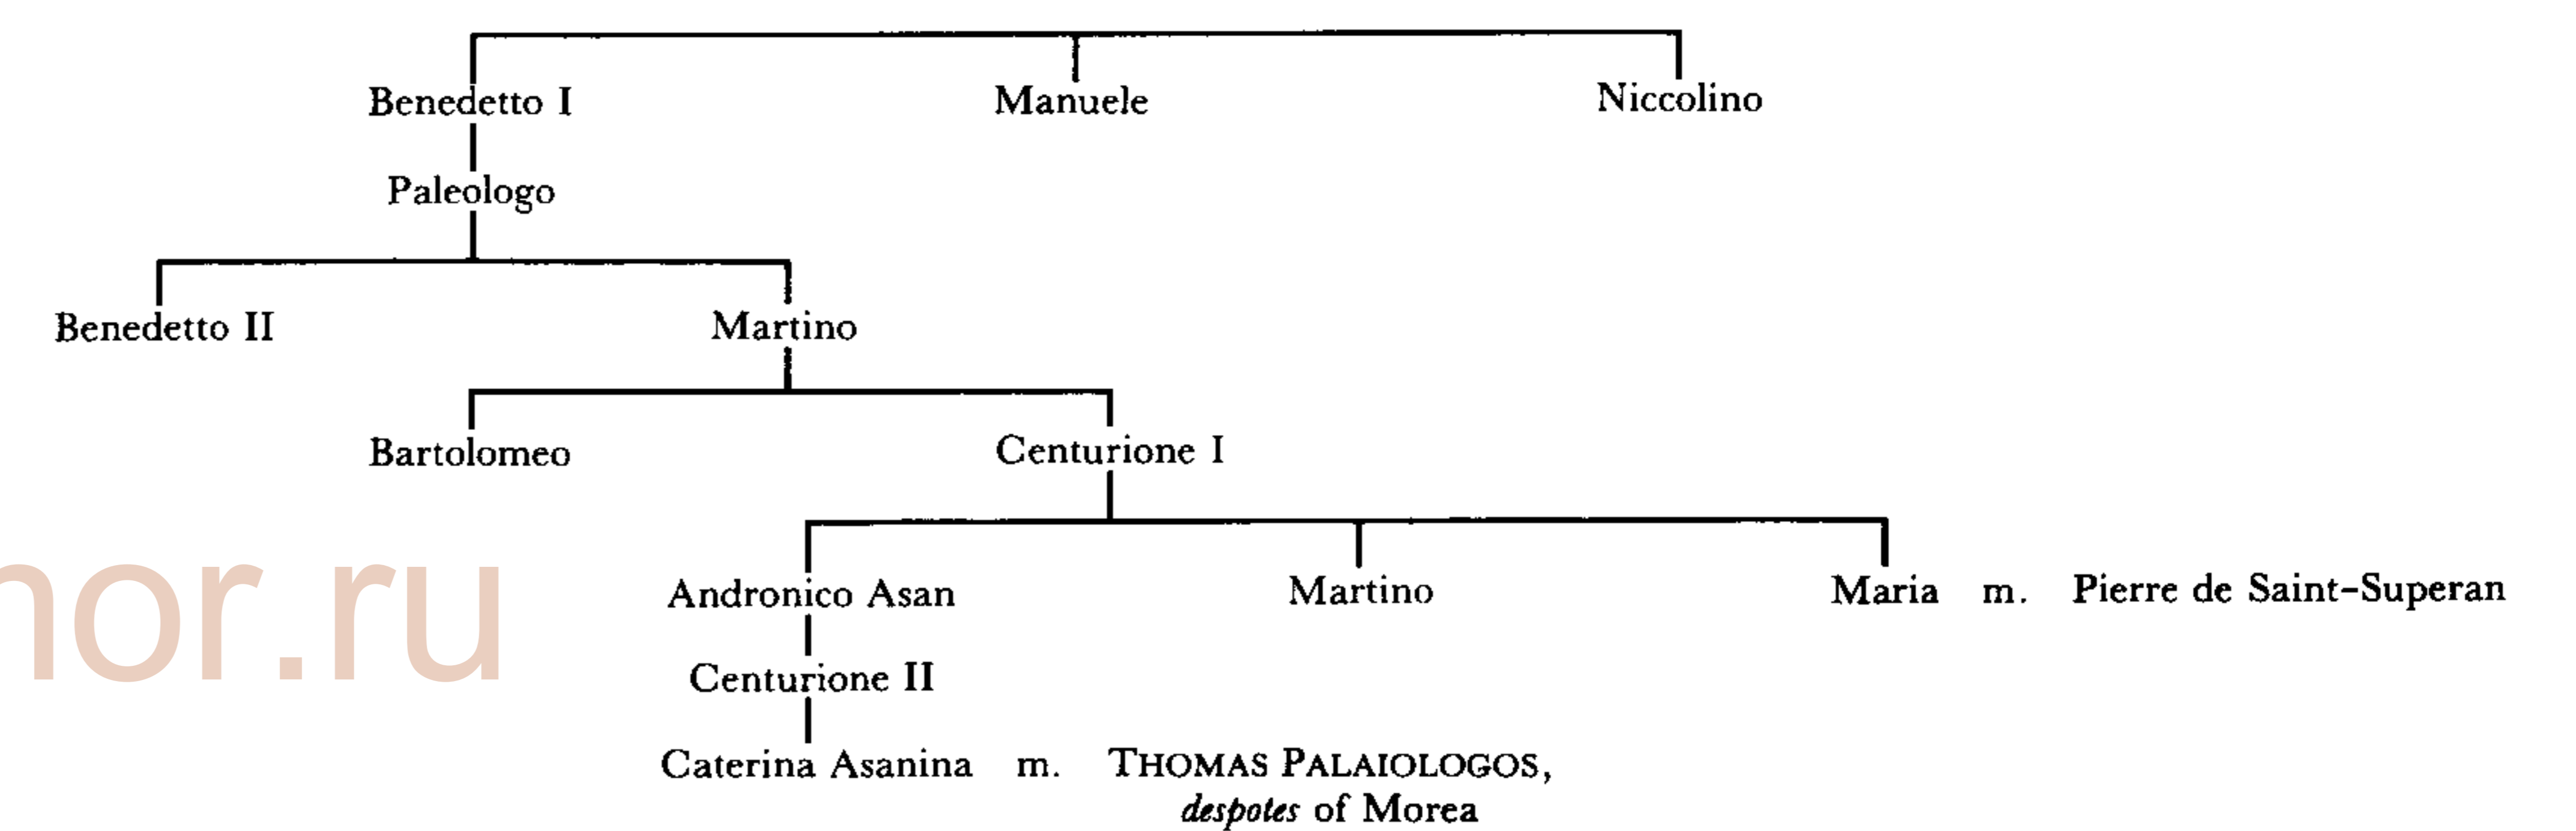 Benedetto I Manuele Niccolino
Paleologo
Benedetto II Martino
Bartolomeo Centurione I
Andronico Asan Martino Maria m. Pierre de Saint-Superan
nor.ru
Centurione II
Caterina Asanina m. THOMAS PALAIOLOGOS,
despotes of Morea